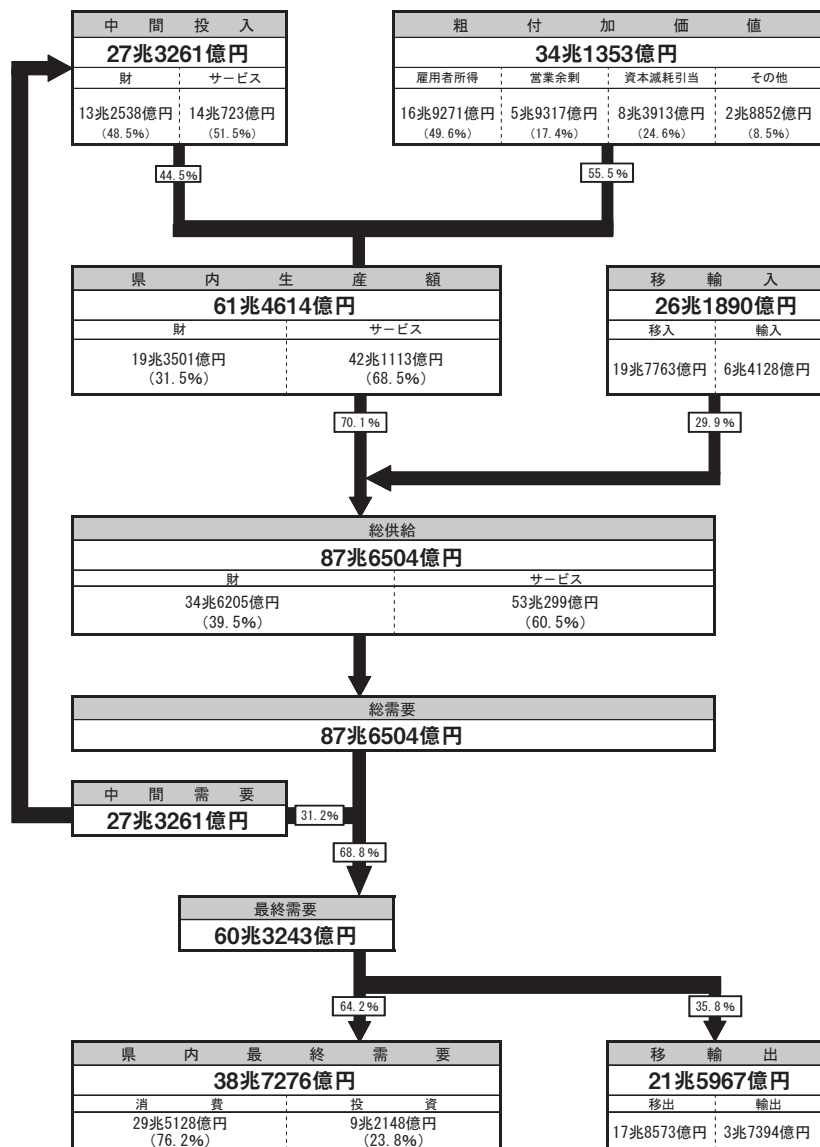 中間投入
27兆3261億円
財 サービス
13兆2538億円 14兆723億円
(48.5%) (51.5%)
粗付加価値
34兆1353億円
雇用者所得 営業余剰 資本減耗引当 その他
16兆9271億円 5兆9317億円 8兆3913億円 2兆8852億円
(49.6%) (17.4%) (24.6%) (8.5%)
44.5%
55.5%
県内生産額
61兆4614億円
財 サービス
19兆3501億円 42兆1113億円
(31.5%) (68.5%)
移輸入
26兆1890億円
移入 輸入
19兆7763億円 6兆4128億円
70.1%
29.9%
総供給
87兆6504億円
財 サービス
34兆6205億円 53兆299億円
(39.5%) (60.5%)
総需要
87兆6504億円
中間需要
27兆3261億円
31.2%
68.8%
最終需要
60兆3243億円
64.2%
35.8%
県内最終需要
38兆7276億円
消費 投資
29兆5128億円 9兆2148億円
(76.2%) (23.8%)
移輸出
21兆5967億円
移出 輸出
17兆8573億円 3兆7394億円